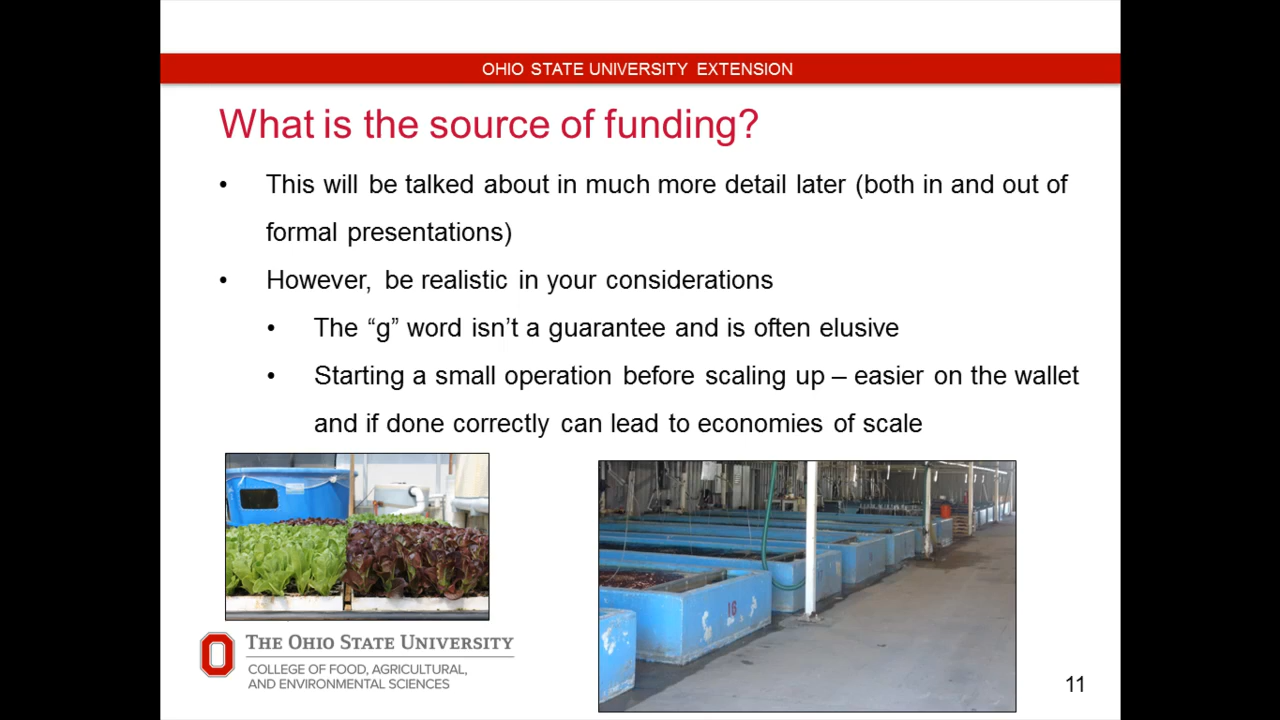 OHIO STATE UNIVERSITY EXTENSION
What is the source of funding?
• This will be talked about in much more detail later (both in and out of
formal presentations)
• However, be realistic in your considerations
• The “g” word isn’t a guarantee and is often elusive
• Starting a small operation before scaling up – easier on the wallet
and if done correctly can lead to economies of scale
16
THE OHIO STATE UNIVERSITY
COLLEGE OF FOOD, AGRICULTURAL,
AND ENVIRONMENTAL SCIENCES
11